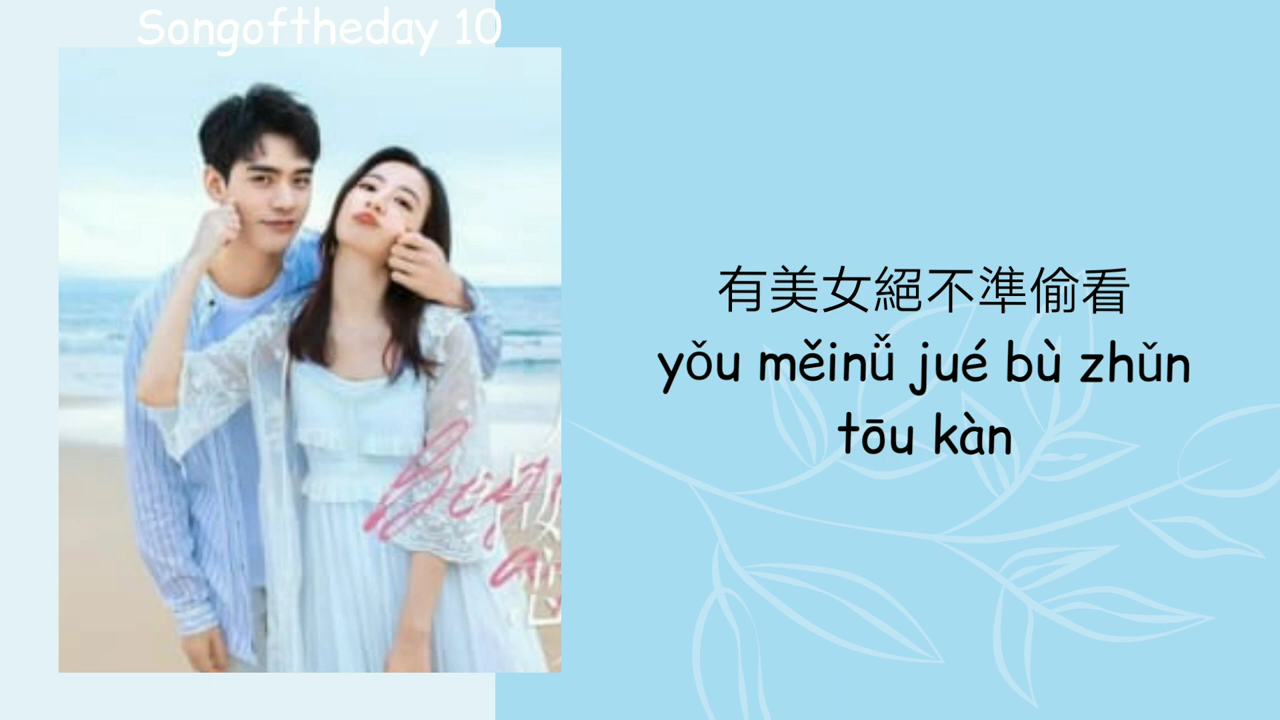 Songoftheday 10
有美女絕不準偷看
yǒu měinǚ jué bù zhǔn
tōu kàn